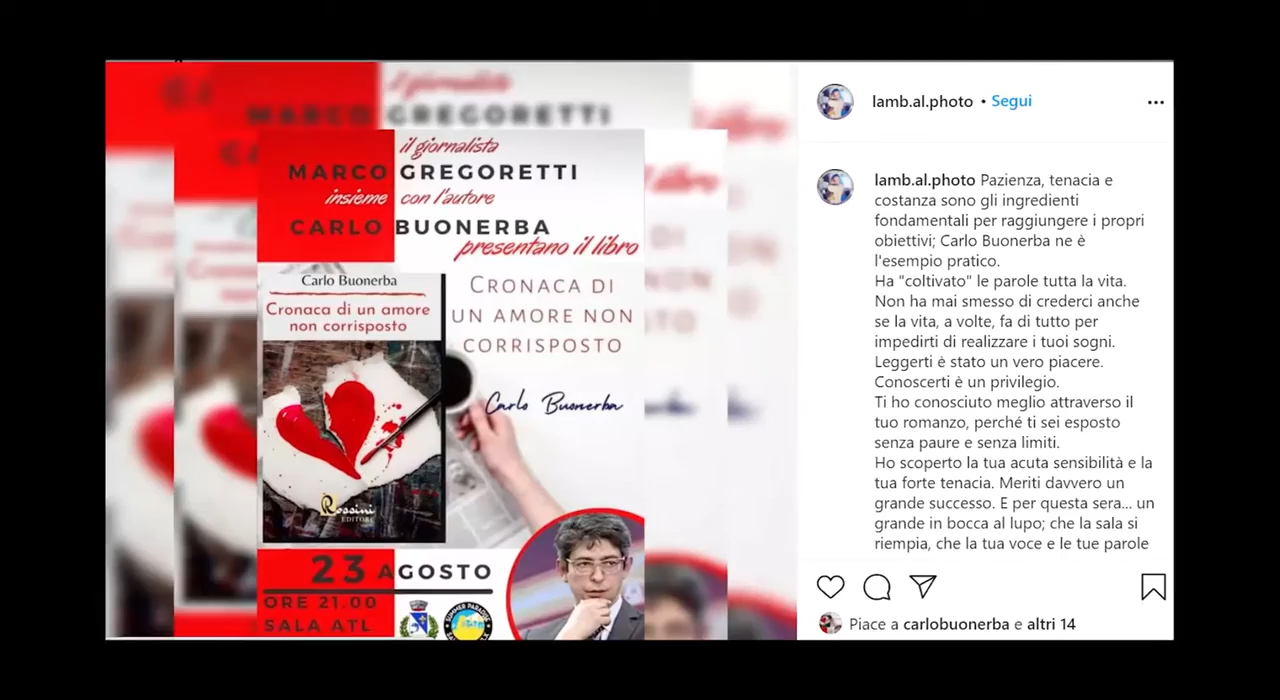 il giornalista
MARCO GREGORETTI
insieme con l'autore
CARLO BUONERBA
presentano il libro
Carlo Buonerba
Cronaca di un amore
non corrisposto
Rossini
EDITORE
CRONACA DI
UN AMORE NON
CORRISPOSTO
Carlo Buonerba
23 AGOSTO
ORE 21.00
SALA ATL
SUMMER PARADISE
lamb.al.photo • Segui
lamb.al.photo Pazienza, tenacia e
costanza sono gli ingredienti
fondamentali per raggiungere i propri
obiettivi; Carlo Buonerba ne è
l'esempio pratico.
Ha "coltivato" le parole tutta la vita.
Non ha mai smesso di crederci anche
se la vita, a volte, fa di tutto per
impedirti di realizzare i tuoi sogni.
Leggerti è stato un vero piacere.
Conoscerti è un privilegio.
Ti ho conosciuto meglio attraverso il
tuo romanzo, perché ti sei esposto
senza paure e senza limiti.
Ho scoperto la tua acuta sensibilità e la
tua forte tenacia. Meriti davvero un
grande successo. E per questa sera... un
grande in bocca al lupo; che la sala si
riempia, che la tua voce e le tue parole
Piace a carlobuonerba e altri 14